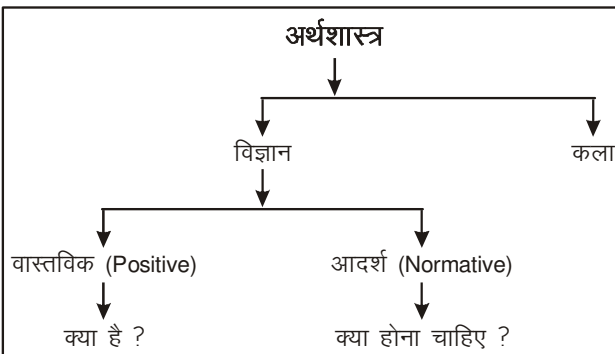 अर्थशास्त्र
विज्ञान कला
वास्तविक (Positive) आदर्श (Normative)
क्या है ? क्या होना चाहिए ?